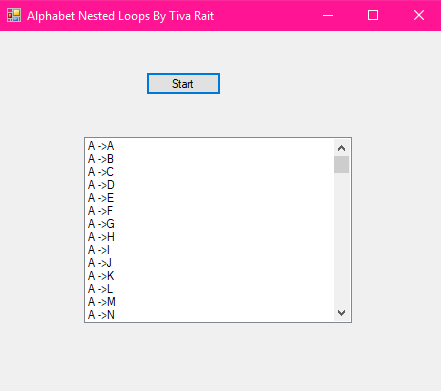 Alphabet Nested Loops By Tiva Rait
Start
A ->A
A ->B
A ->C
A ->D
A ->E
A ->F
A ->G
A ->H
A ->I
A ->J
A ->K
A ->L
A ->M
A ->N